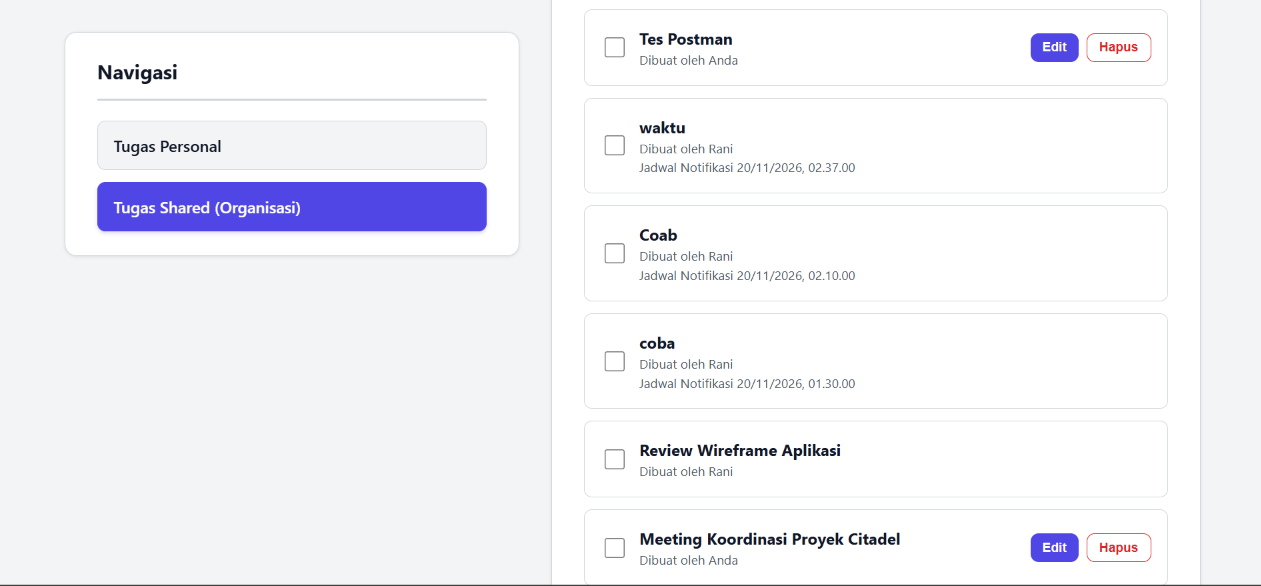 Navigasi
Tugas Personal
Tugas Shared (Organisasi)
Tes Postman
Dibuat oleh Anda
Edit
Hapus
waktu
Dibuat oleh Rani
Jadwal Notifikasi 20/11/2026, 02.37.00
Coab
Dibuat oleh Rani
Jadwal Notifikasi 20/11/2026, 02.10.00
coba
Dibuat oleh Rani
Jadwal Notifikasi 20/11/2026, 01.30.00
Review Wireframe Aplikasi
Dibuat oleh Rani
Meeting Koordinasi Proyek Citadel
Dibuat oleh Anda
Edit
Hapus